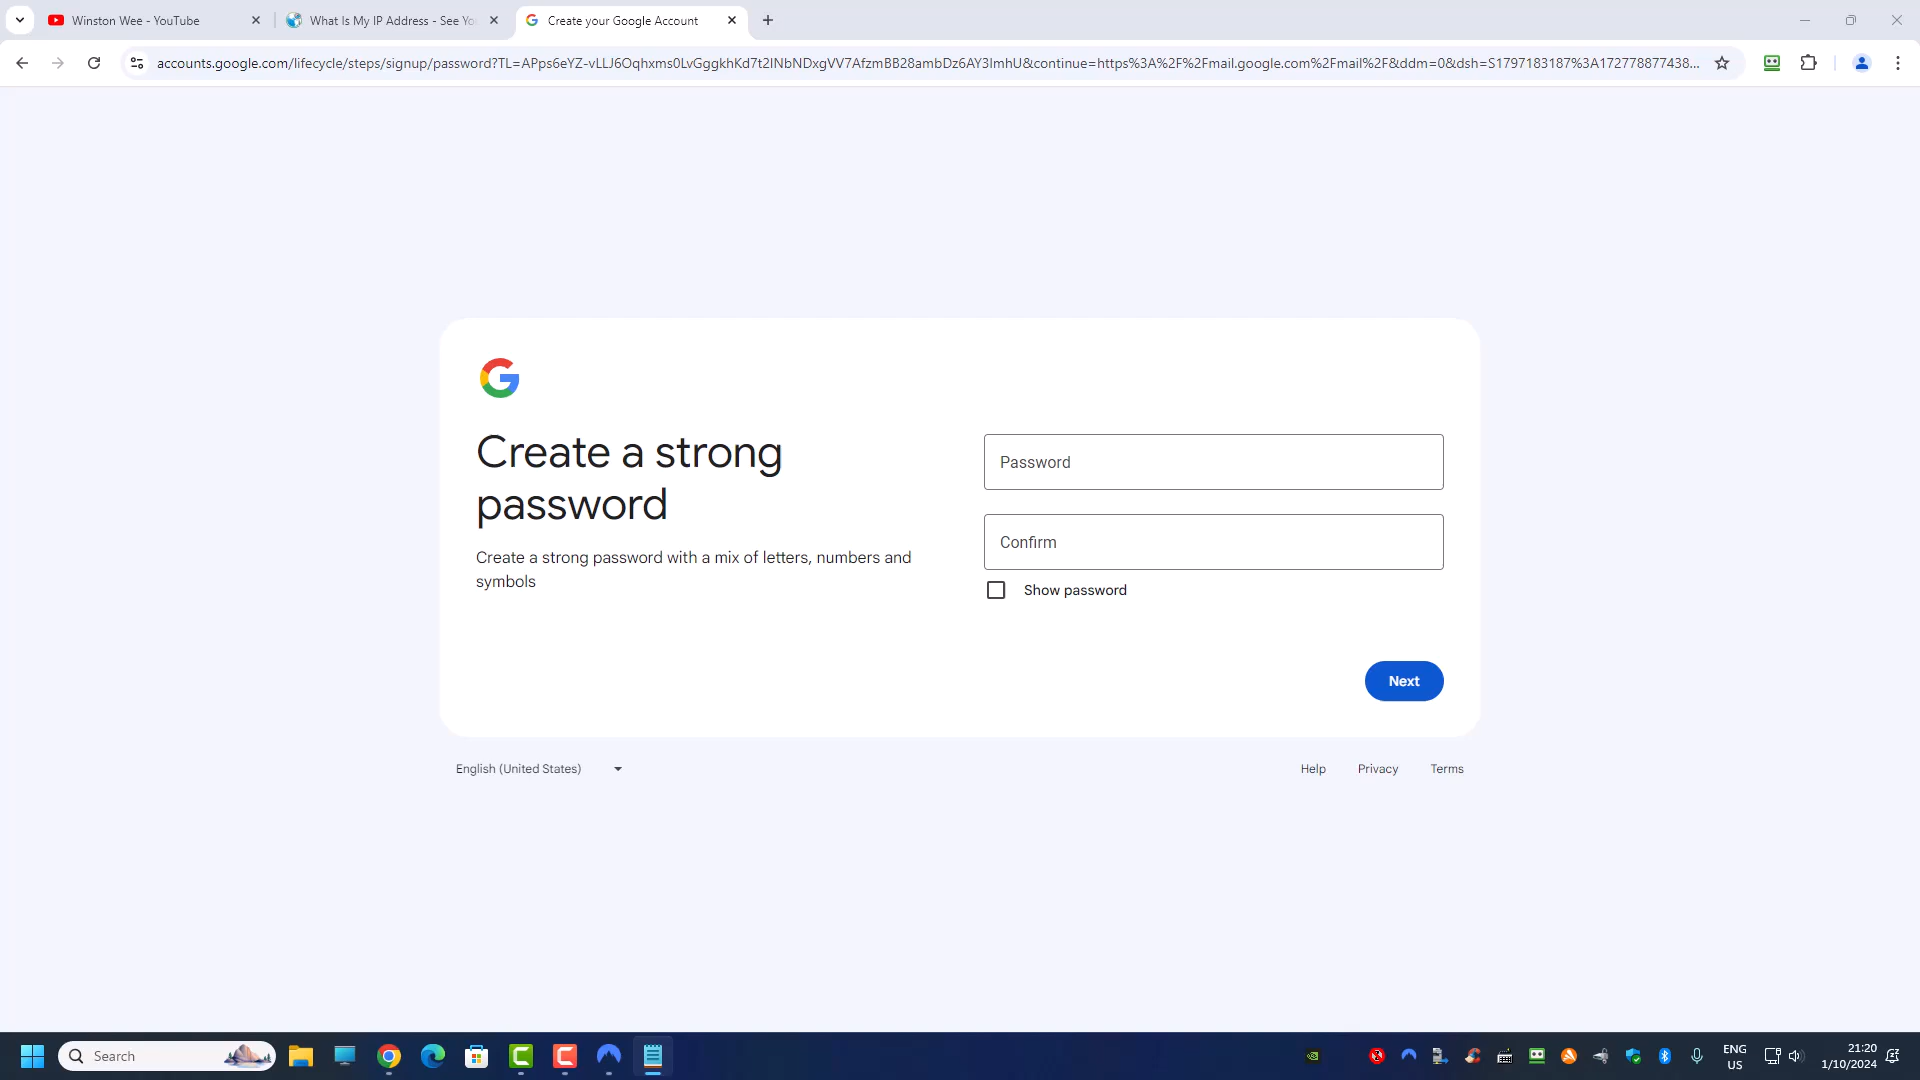 Winston Wee - YouTube
What Is My IP Address - See Yo
Create your Google Account
accounts.google.com/lifecycle/steps/signup/password?TL=APps6eYZ-vLLJ6Oqhxms0LvGggkhKd7t2INbNDxgVV7AfzmBB28ambDz6AY3ImhU&continue=https%3A%2F%2Fmail.google.com%2Fmail%2F&ddm=0&dsh=S1797183187%3A172778877438...
Create a strong
password
Create a strong password with a mix of letters, numbers and
symbols
Password
Confirm
Show password
Next
English (United States)
Help
Privacy
Terms
Search
ENG
US
21:20
1/10/2024